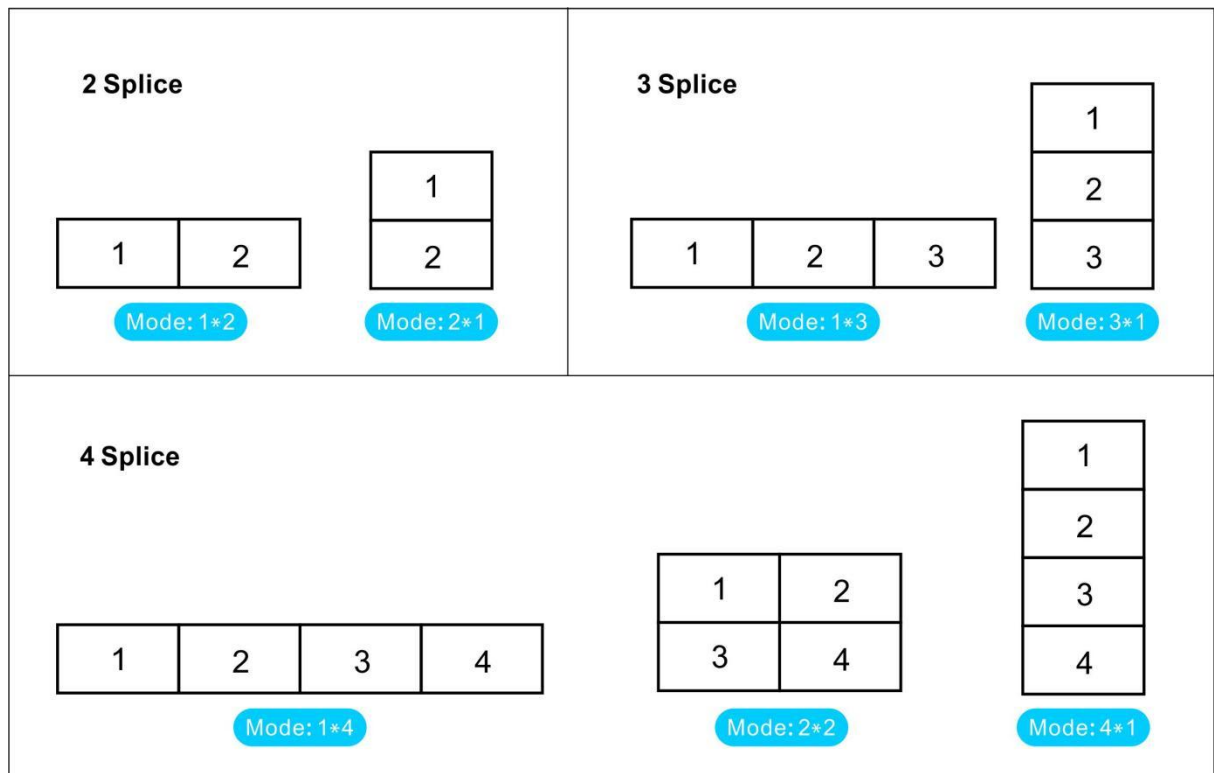 2 Splice
1
1 2
2
Mode:1*2
Mode:2*1
3 Splice
1
2
1 2 3
3
Mode:1*3
Mode:3*1
4 Splice
1 2 3 4
Mode:1*4
1 2
3 4
Mode:2*2
1
2
3
4
Mode:4*1